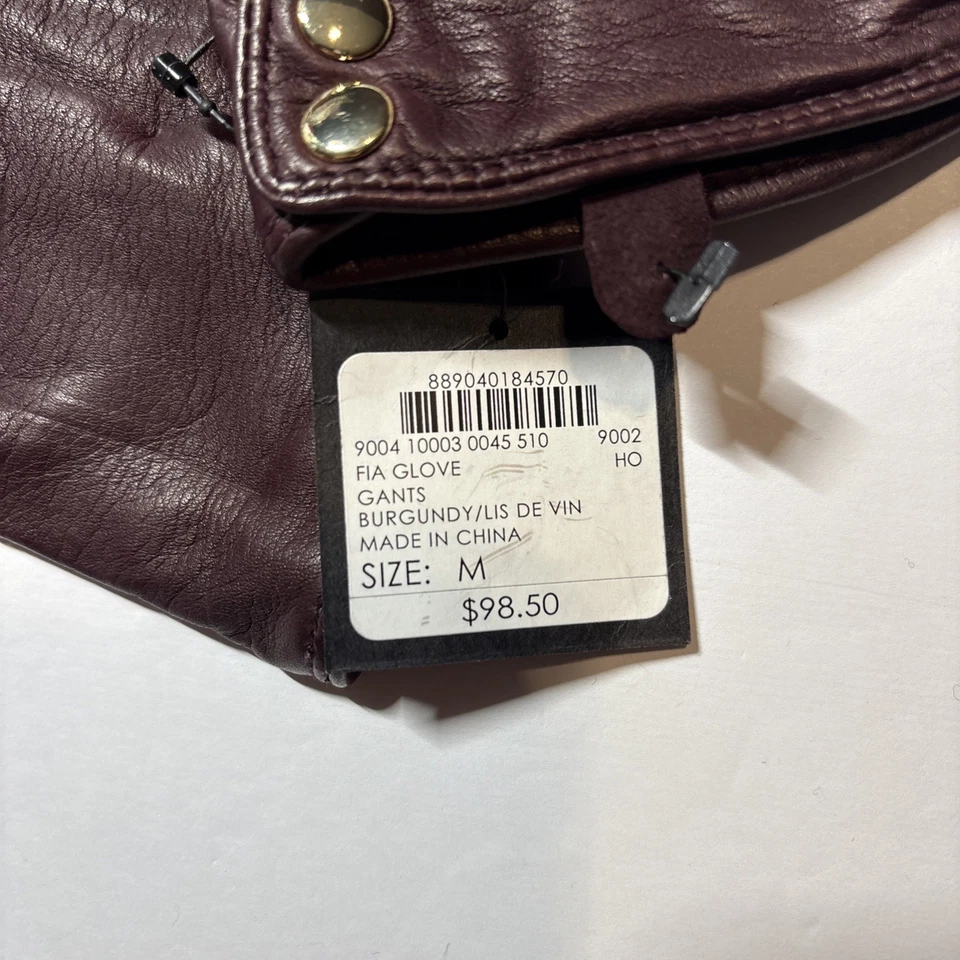 889040184570
9004 10003 0045 510 9002
FIA GLOVE HO
GANTS
BURGUNDY/LIS DE VIN
MADE IN CHINA
SIZE: M
$98.50